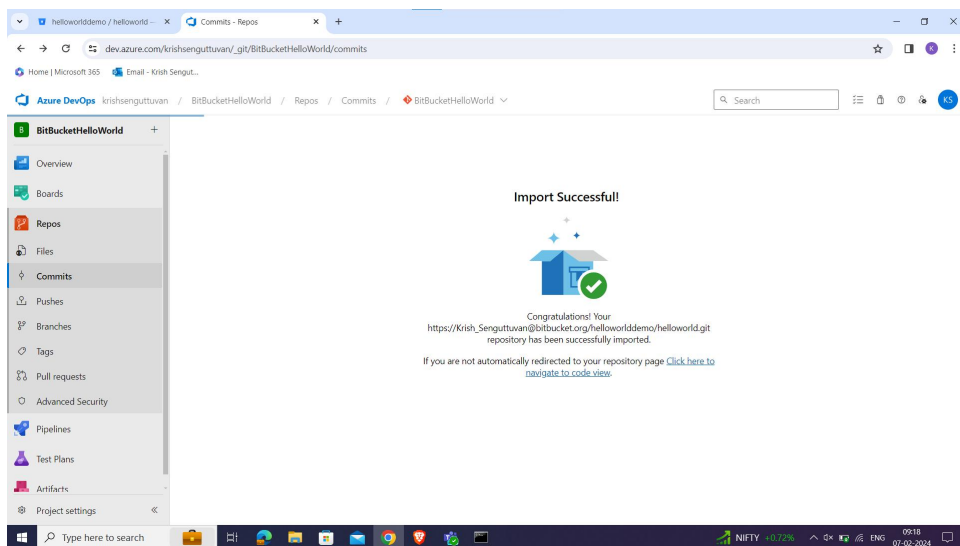 helloworlddemo / helloworld —
Commits - Repos
dev.azure.com/krishsenguttuvan/_git/BitBucketHelloWorld/commits
K
Home | Microsoft 365
Email - Krish Sengut...
Azure DevOps krishsenguttuvan / BitBucketHelloWorld / Repos / Commits / BitBucketHelloWorld
Search
KS
B BitBucketHelloWorld +
Overview
Boards
Repos
Files
Commits
Pushes
Branches
Tags
Pull requests
Advanced Security
Pipelines
Test Plans
Artifacts
Project settings
Import Successful!
Congratulations! Your
https://Krish_Senguttuvan@bitbucket.org/helloworlddemo/helloworld.git
repository has been successfully imported.
If you are not automatically redirected to your repository page Click here to
navigate to code view.
Type here to search
NIFTY +0.72%
ENG
09:18
07-02-2024